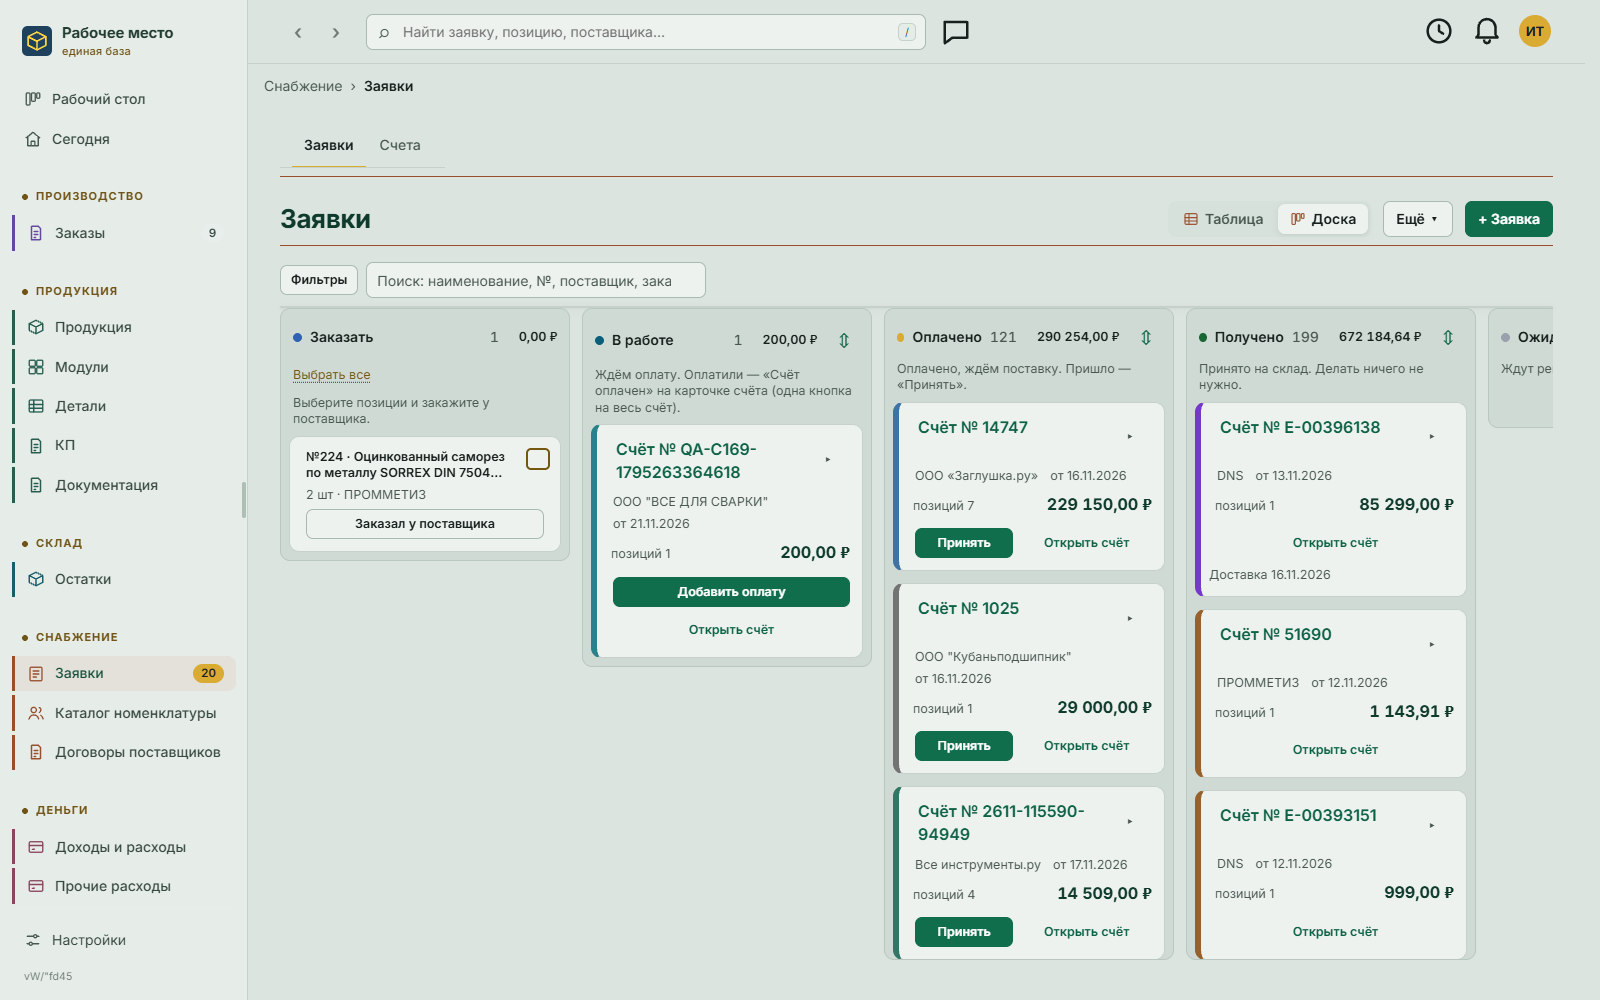 Рабочее место
единая база
Рабочий стол
Сегодня
ПРОИЗВОДСТВО
Заказы 9
ПРОДУКЦИЯ
Продукция
Модули
Детали
КП
Документация
СКЛАД
Остатки
СНАБЖЕНИЕ
Заявки 20
Каталог номенклатуры
Договоры поставщиков
ДЕНЬГИ
Доходы и расходы
Прочие расходы
Настройки
vW/"fd45
Найти заявку, позицию, поставщика... /
ИТ
Снабжение › Заявки
Заявки Счета
Заявки
Таблица Доска Ещё + Заявка
Фильтры Поиск: наименование, №, поставщик, зака
Заказать 1 0,00 ₽
Выбрать все
Выберите позиции и закажите у
поставщика.
№224 · Оцинкованный саморез
по металлу SORREX DIN 7504...
2 шт · ПРОММЕТИЗ
Заказал у поставщика
В работе 1 200,00 ₽
Ждём оплату. Оплатили — «Счёт
оплачен» на карточке счёта (одна кнопка
на весь счёт).
Счёт № QA-C169-
1795263364618
ООО "ВСЕ ДЛЯ СВАРКИ"
от 21.11.2026
позиций 1 200,00 ₽
Добавить оплату
Открыть счёт
Оплачено 121 290 254,00 ₽
Оплачено, ждём поставку. Пришло —
«Принять».
Счёт № 14747
ООО «Заглушка.ру» от 16.11.2026
позиций 7 229 150,00 ₽
Принять Открыть счёт
Счёт № 1025
ООО "Кубаньподшипник"
от 16.11.2026
позиций 1 29 000,00 ₽
Принять Открыть счёт
Счёт № 2611-115590-
94949
Все инструменты.ру от 17.11.2026
позиций 4 14 509,00 ₽
Принять Открыть счёт
Получено 199 672 184,64 ₽
Принято на склад. Делать ничего не
нужно.
Счёт № E-00396138
DNS от 13.11.2026
позиций 1 85 299,00 ₽
Открыть счёт
Доставка 16.11.2026
Счёт № 51690
ПРОММЕТИЗ от 12.11.2026
позиций 1 1 143,91 ₽
Открыть счёт
Счёт № E-00393151
DNS от 12.11.2026
позиций 1 999,00 ₽
Открыть счёт
Ожид
Ждут ре